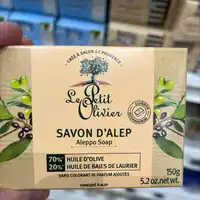 CRÉÉ À SALON DE PROVENCE
Le Petit
Olivier
SAVON D'ALEP
Aleppo Soap
70% HUILE D'OLIVE
20% HUILE DE BAIES DE LAURIER
SANS COLORANT NI PARFUM AJOUTÉS
FABRIQUÉ À ALEP
150g
5.2 oz.net wt.